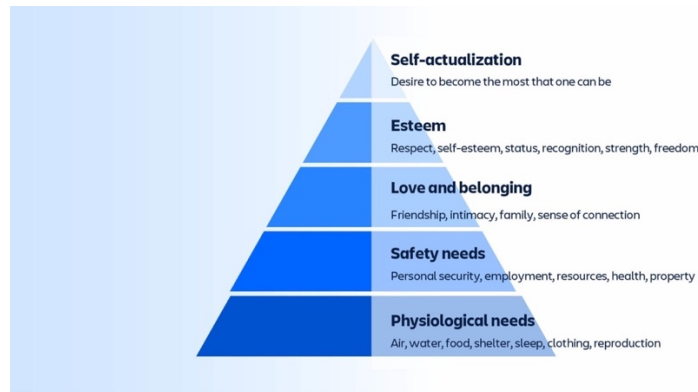 Self-actualization
Desire to become the most that one can be
Esteem
Respect, self-esteem, status, recognition, strength, freedom
Love and belonging
Friendship, intimacy, family, sense of connection
Safety needs
Personal security, employment, resources, health, property
Physiological needs
Air, water, food, shelter, sleep, clothing, reproduction